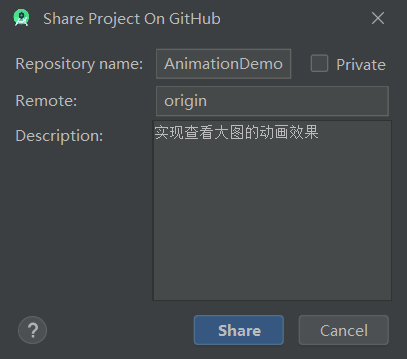 Share Project On GitHub
Repository name: AnimationDemo Private
Remote: origin
Description: 实现查看大图的动画效果
? Share Cancel